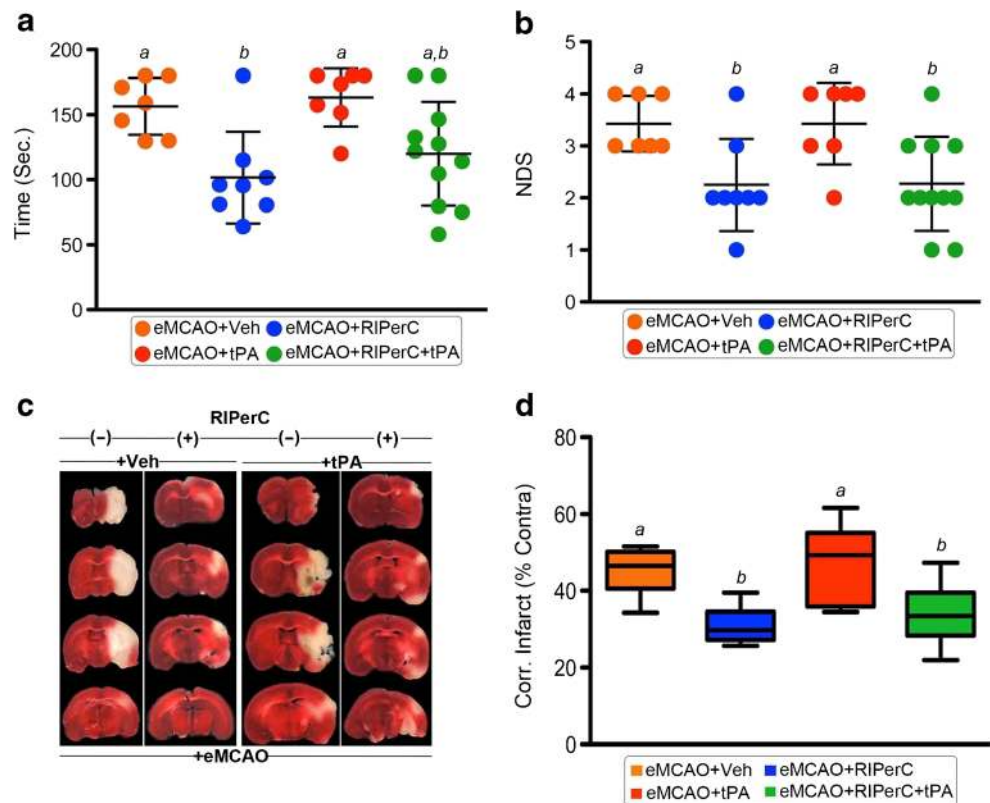 a
Time (Sec.)
200
150
100
50
0
a
b
a
a,b
eMCAO+Veh
eMCAO+RIPerC
eMCAO+tPA
eMCAO+RIPerC+tPA
b
NDS
5
4
3
2
1
0
a
b
a
b
eMCAO+Veh
eMCAO+RIPerC
eMCAO+tPA
eMCAO+RIPerC+tPA
c
RIPerC
(−) (+) (−) (+)
+Veh +tPA
+eMCAO
d
Corr. Infarct (% Contra)
80
60
40
20
0
a
b
a
b
eMCAO+Veh
eMCAO+RIPerC
eMCAO+tPA
eMCAO+RIPerC+tPA